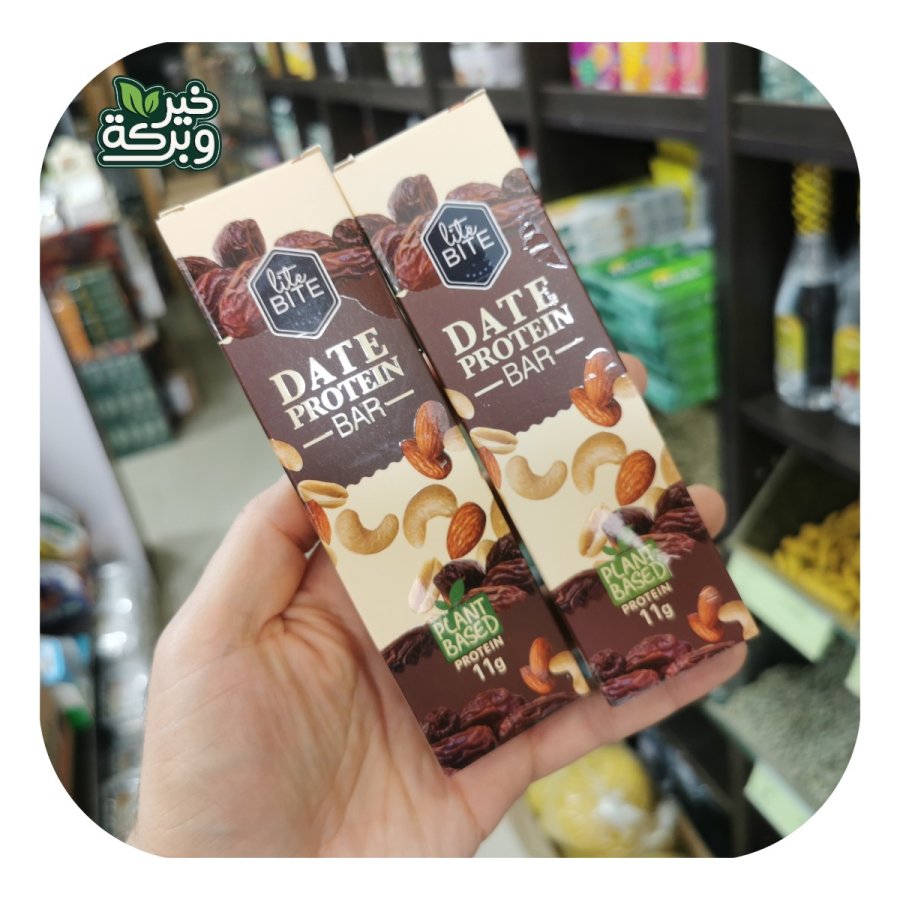 خير
وبركة
lite
BITE
DATE
PROTEIN
BAR
PLANT
BASED
PROTEIN
11g
lite
BITE
DATE
PROTEIN
BAR
PLANT
BASED
PROTEIN
11g